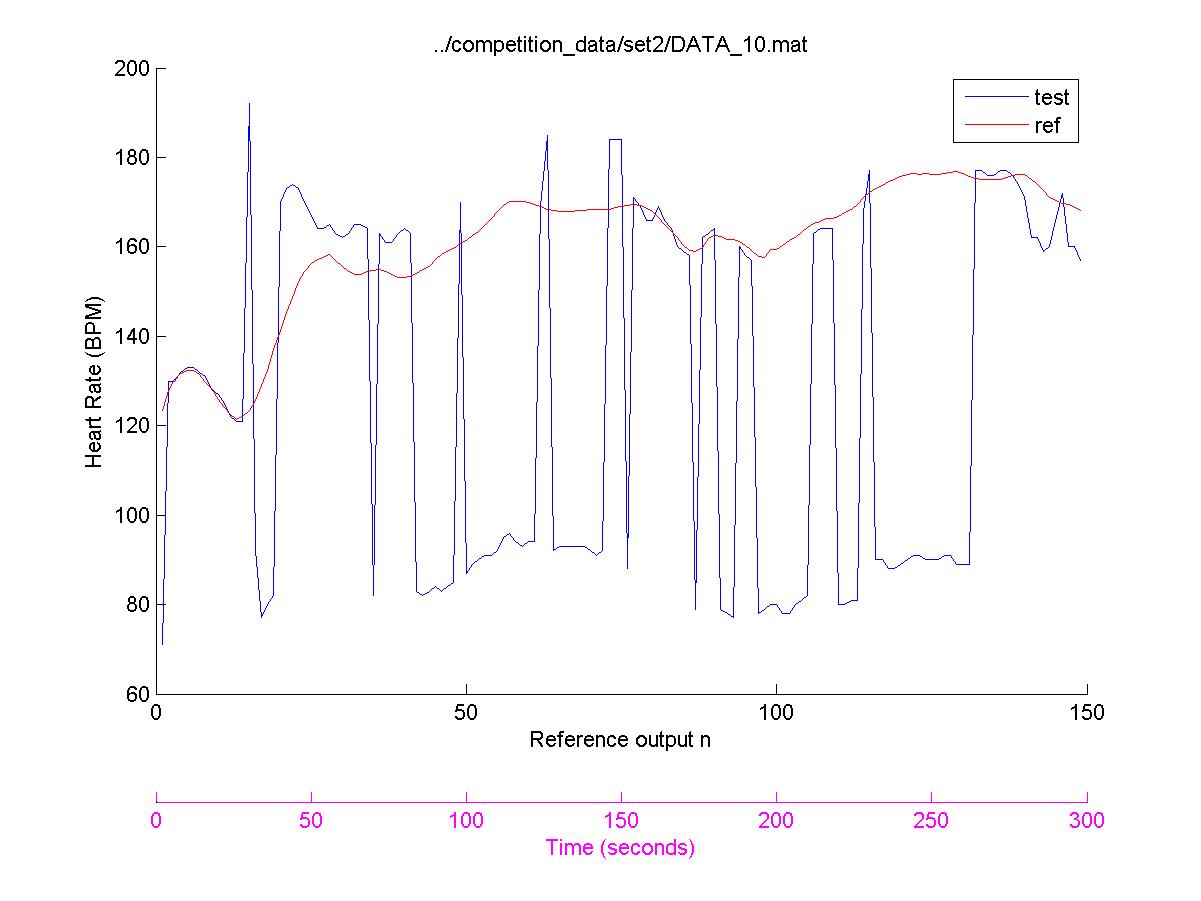 ../competition_data/set2/DATA_10.mat
200
180
160
140
120
100
80
60
Heart Rate (BPM)
test
ref
0 50 100 150
Reference output n
0 50 100 150 200 250 300
Time (seconds)